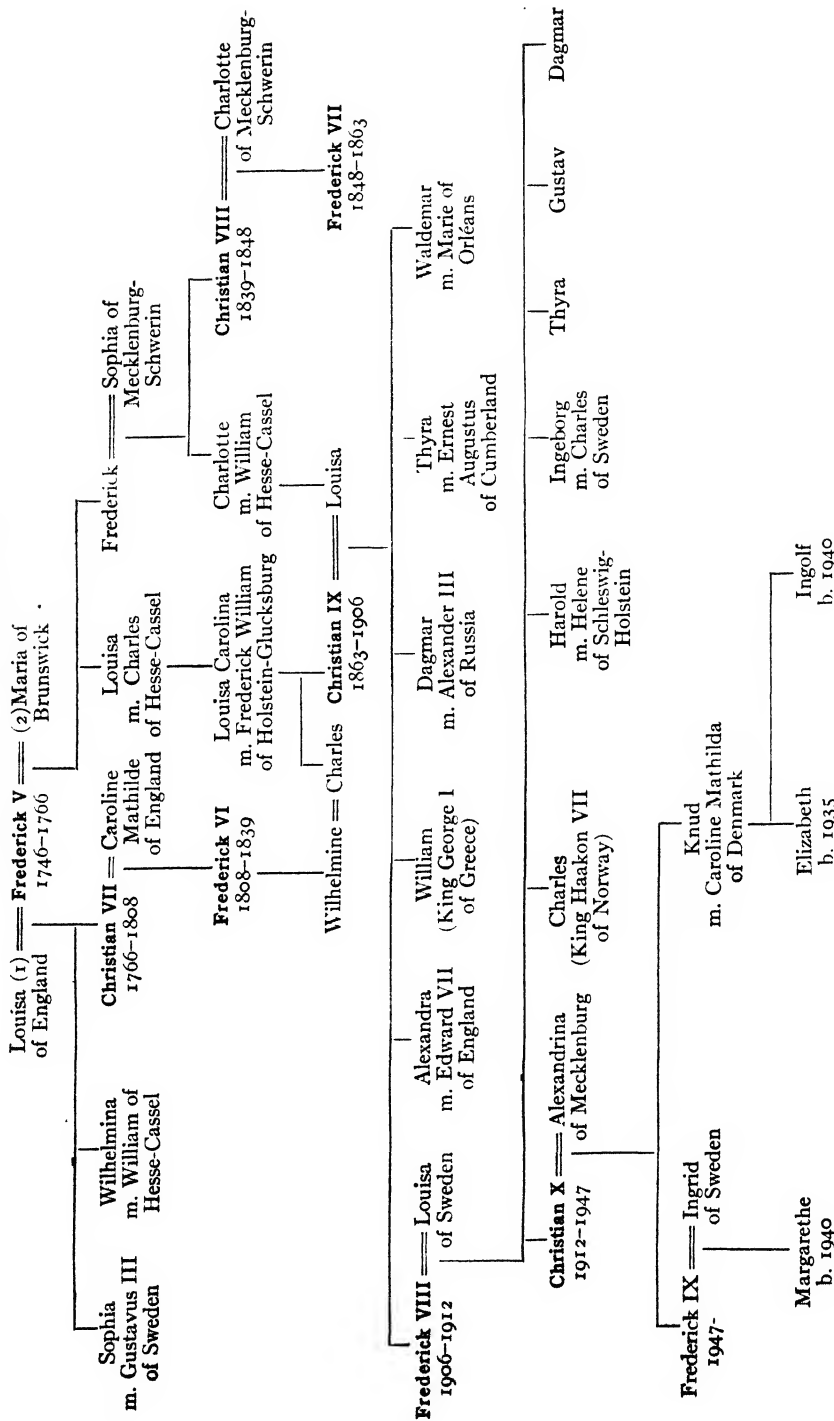 Louisa (1) == Frederick V == (2) Maria of
of England 1746–1766 Brunswick
Sophia
m. Gustavus III
of Sweden
Wilhelmina
m. William of
Hesse-Cassel
Christian VII == Caroline
1766–1808 Mathilde
of England
Louisa
m. Charles
of Hesse-Cassel
Frederick == Sophia of
Mecklenburg-
Schwerin
Frederick VI
1808–1839
Louisa Carolina
m. Frederick William
of Holstein-Glucksburg
Charlotte
m. William
of Hesse-Cassel
Christian VIII == Charlotte
1839–1848 of Mecklenburg-
Schwerin
Wilhelmine == Charles
Christian IX == Louisa
1863–1906
Frederick VII
1848–1863
Frederick VIII == Louisa
1906–1912 of Sweden
Alexandra
m. Edward VII
of England
William
(King George I
of Greece)
Dagmar
m. Alexander III
of Russia
Thyra
m. Ernest
Augustus
of Cumberland
Waldemar
m. Marie of
Orléans
Christian X == Alexandrina
1912–1947 of Mecklenburg
Charles
(King Haakon VII
of Norway)
Harold
m. Helene
of Schleswig-
Holstein
Ingeborg
m. Charles
of Sweden
Thyra
Gustav
Dagmar
Frederick IX == Ingrid
1947- of Sweden
Knud
m. Caroline Mathilda
of Denmark
Margarethe
b. 1940
Elizabeth
b. 1935
Ingolf
b. 1940